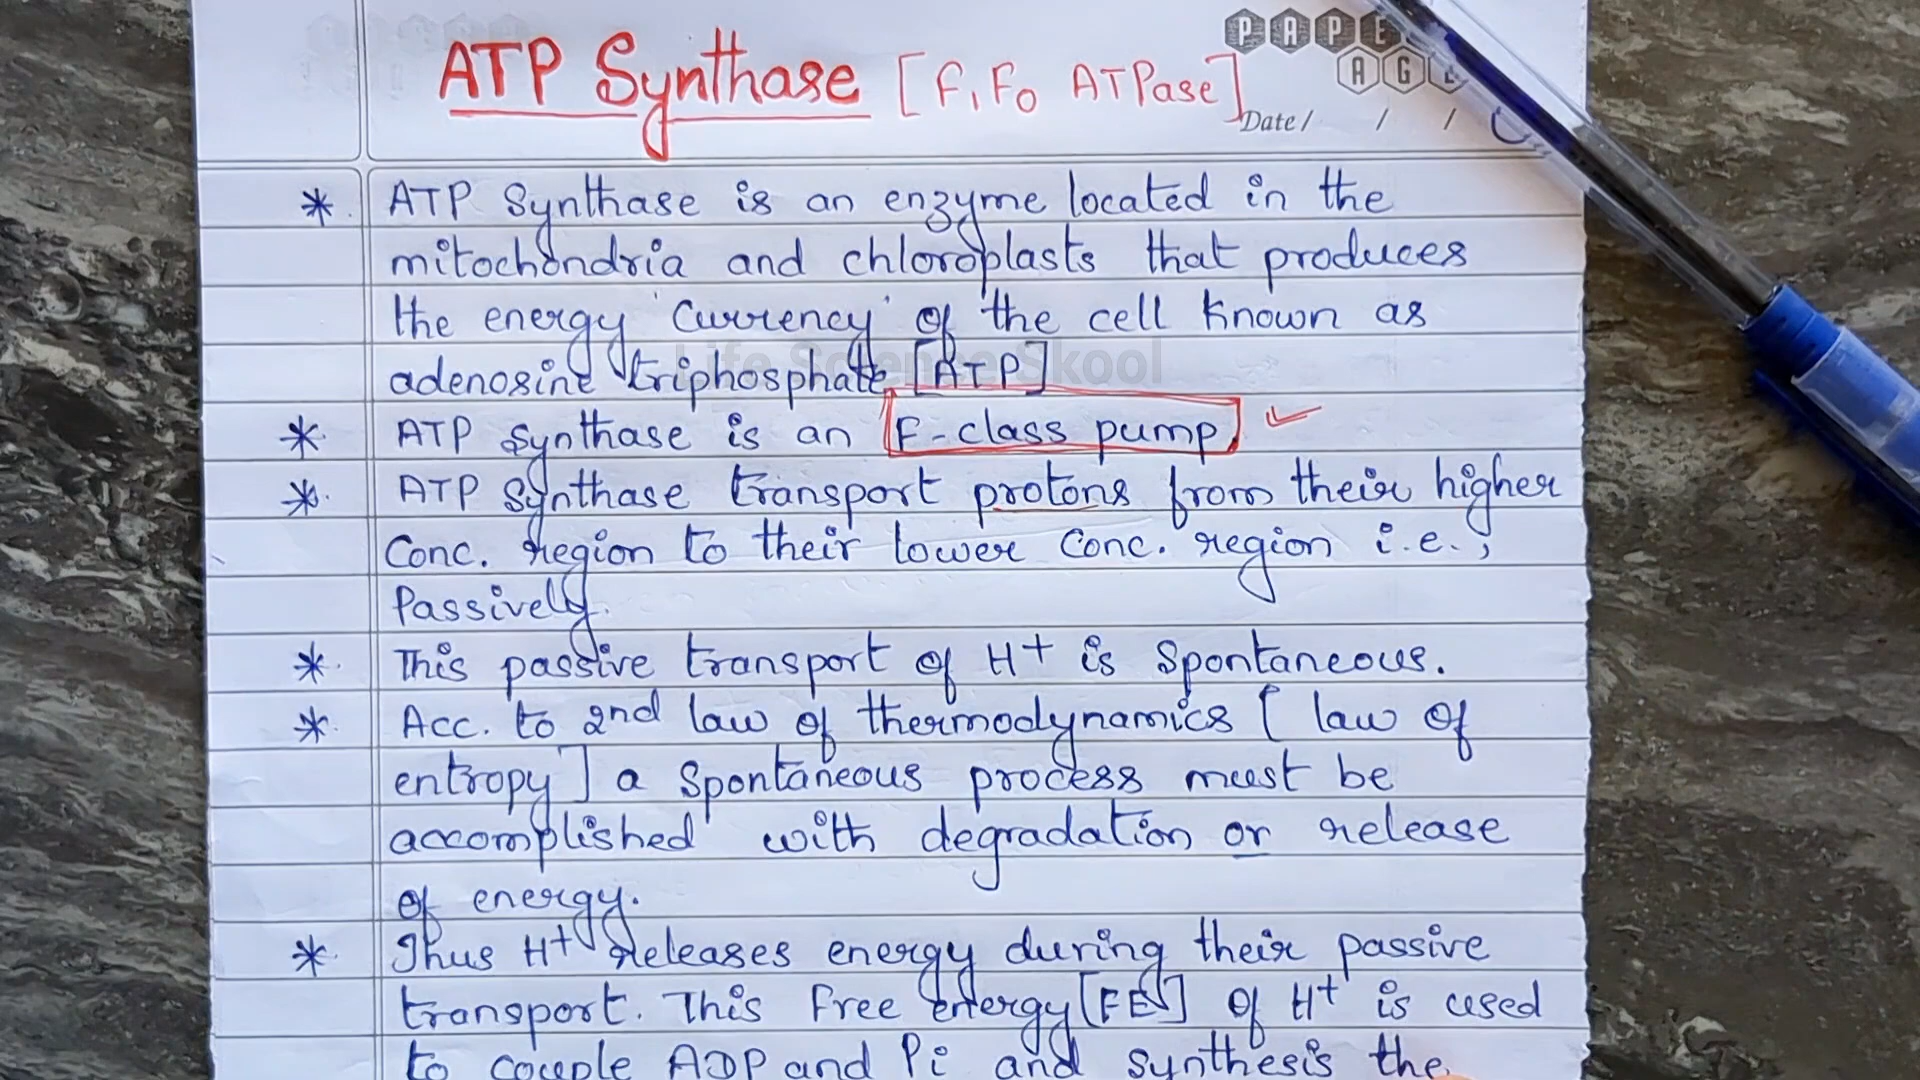 PAPE
AGE
ATP Synthase [F1F0 ATPase]
Date / / /
* ATP Synthase is an enzyme located in the
mitochondria and chloroplasts that produces
the energy 'Currency' of the cell known as
adenosine triphosphate [ATP]
Life Science Skool
* ATP synthase is an F-class pump ✓
* ATP Synthase transport protons from their higher
Conc. region to their lower Conc. region i.e.,
Passively.
* This passive transport of H+ is Spontaneous.
* Acc. to 2nd law of thermodynamics [ law of
entropy ] a Spontaneous process must be
accomplished with degradation or release
of energy.
* Thus H+ releases energy during their passive
transport. This free energy [FE] of H+ is used
to couple ADP and Pi and synthesis the